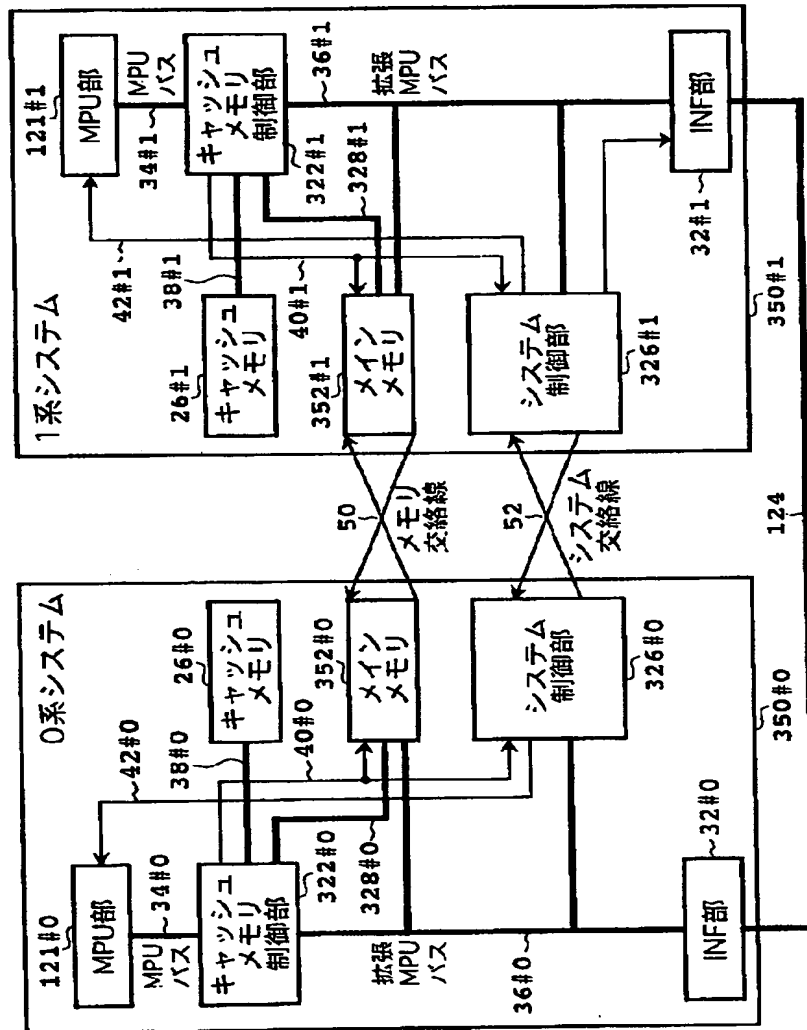 0系システム
121#0
MPU部
42#0
MPU
バス
34#0
38#0
26#0
キャッシュ
メモリ
キャッシュ
メモリ
制御部
322#0
40#0
328#0
352#0
メイン
メモリ
拡張
MPU
バス
36#0
システム
制御部
326#0
INF部
32#0
350#0
50
メモリ
交絡線
52
システム
交絡線
124
1系システム
121#1
MPU部
42#1
MPU
バス
34#1
38#1
26#1
キャッシュ
メモリ
キャッシュ
メモリ
制御部
322#1
40#1
328#1
352#1
メイン
メモリ
拡張
MPU
バス
36#1
システム
制御部
326#1
INF部
32#1
350#1